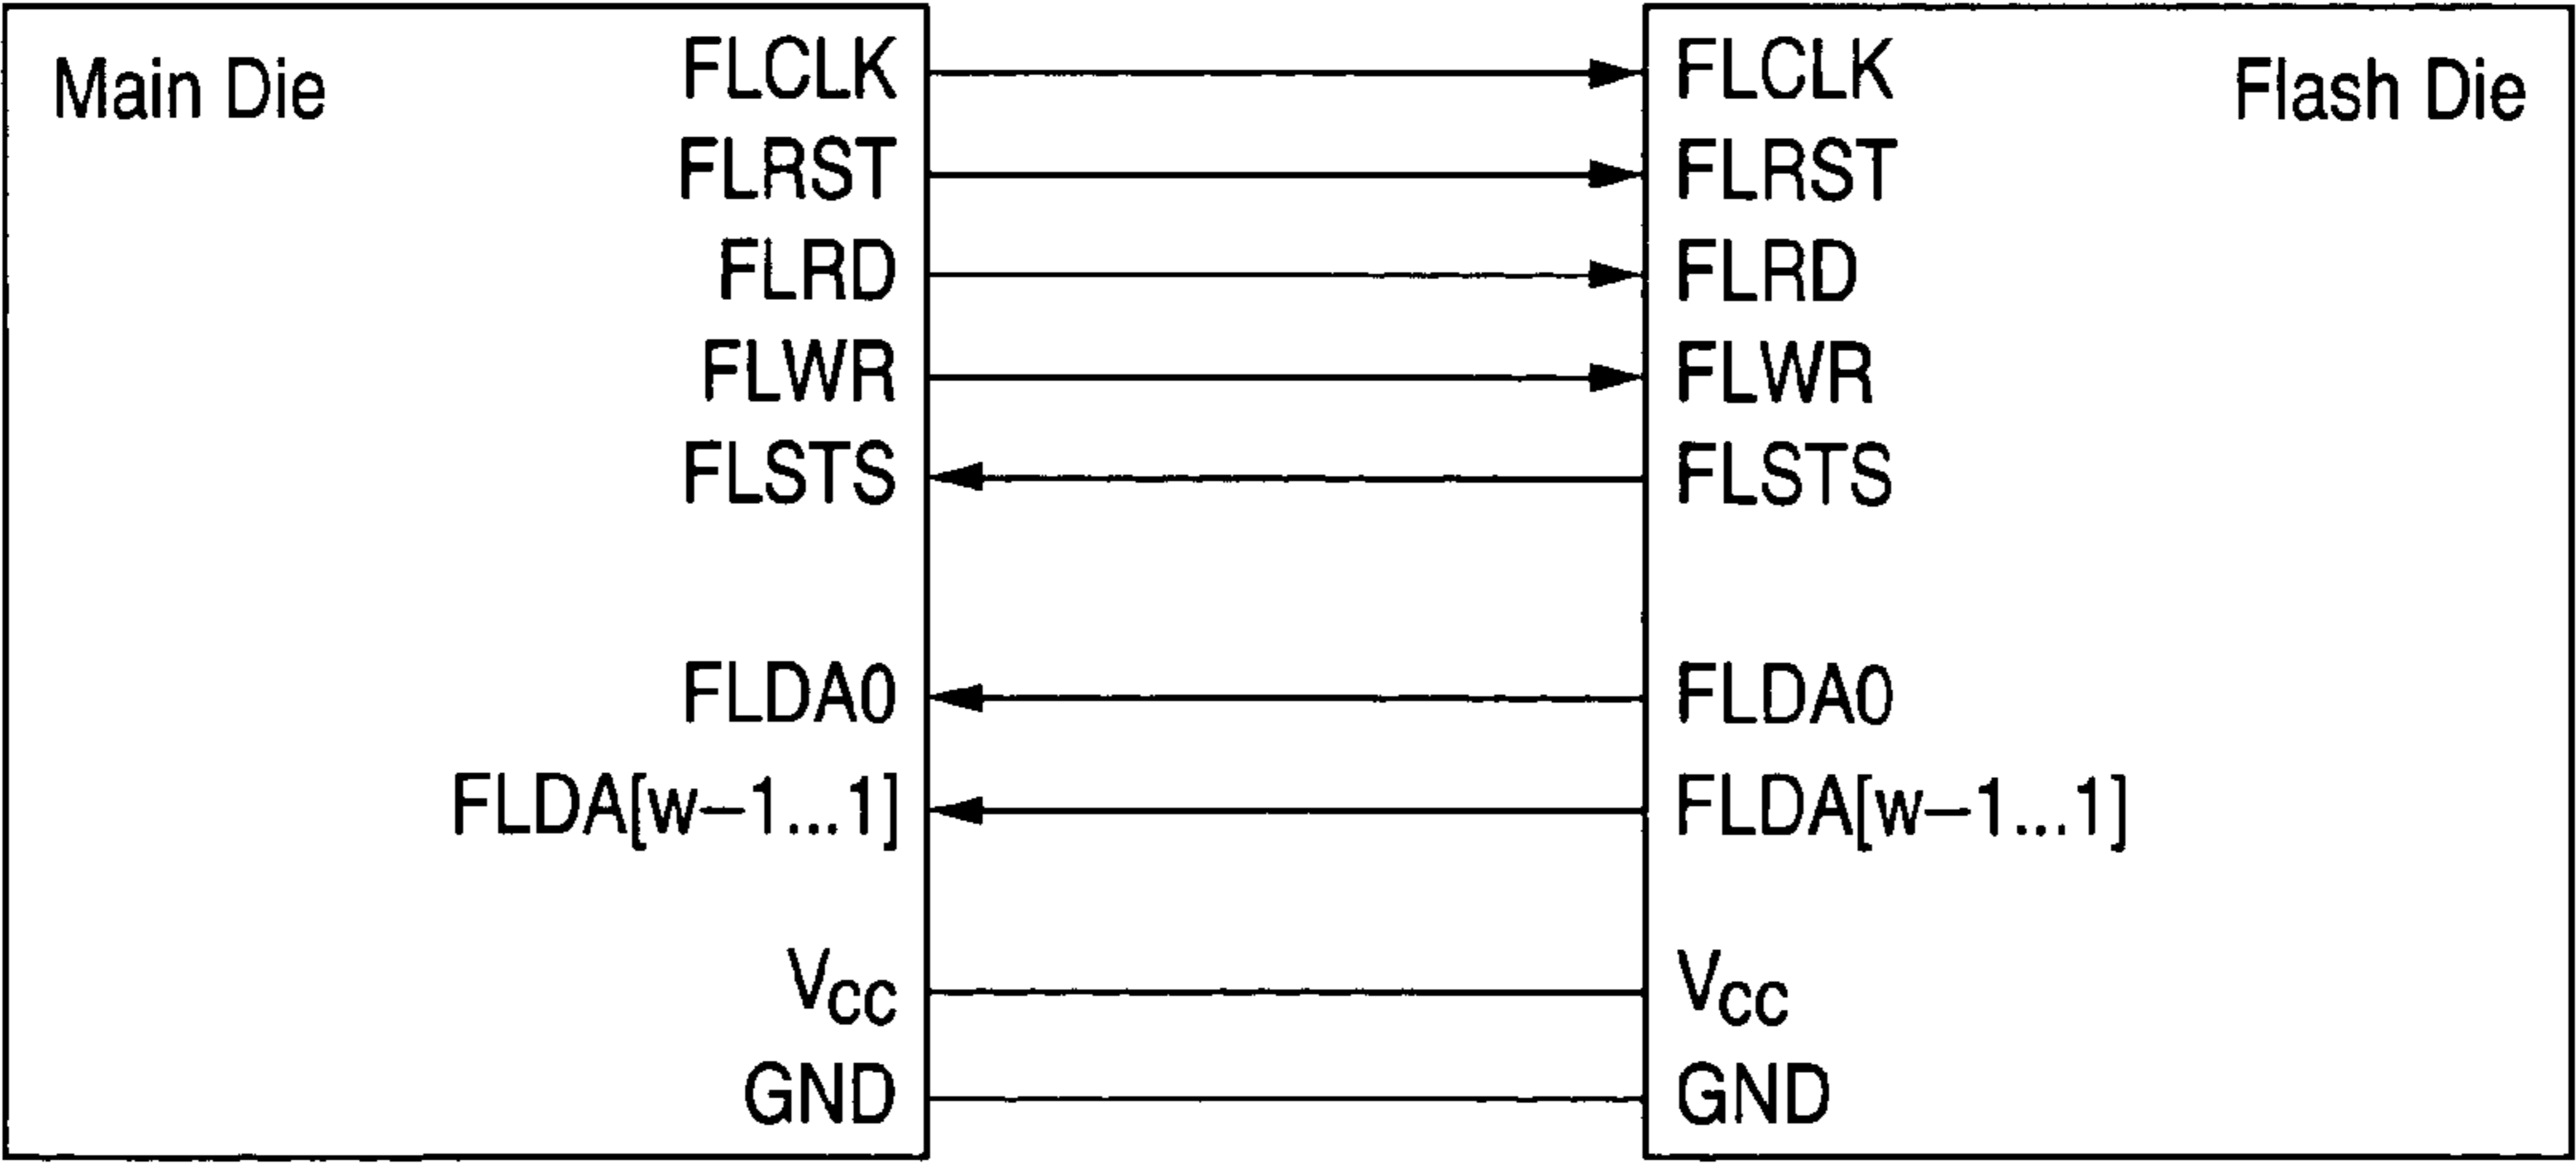 Main Die
FLCLK
FLRST
FLRD
FLWR
FLSTS
FLDA0
FLDA[w–1...1]
VCC
GND
Flash Die
FLCLK
FLRST
FLRD
FLWR
FLSTS
FLDA0
FLDA[w–1...1]
VCC
GND